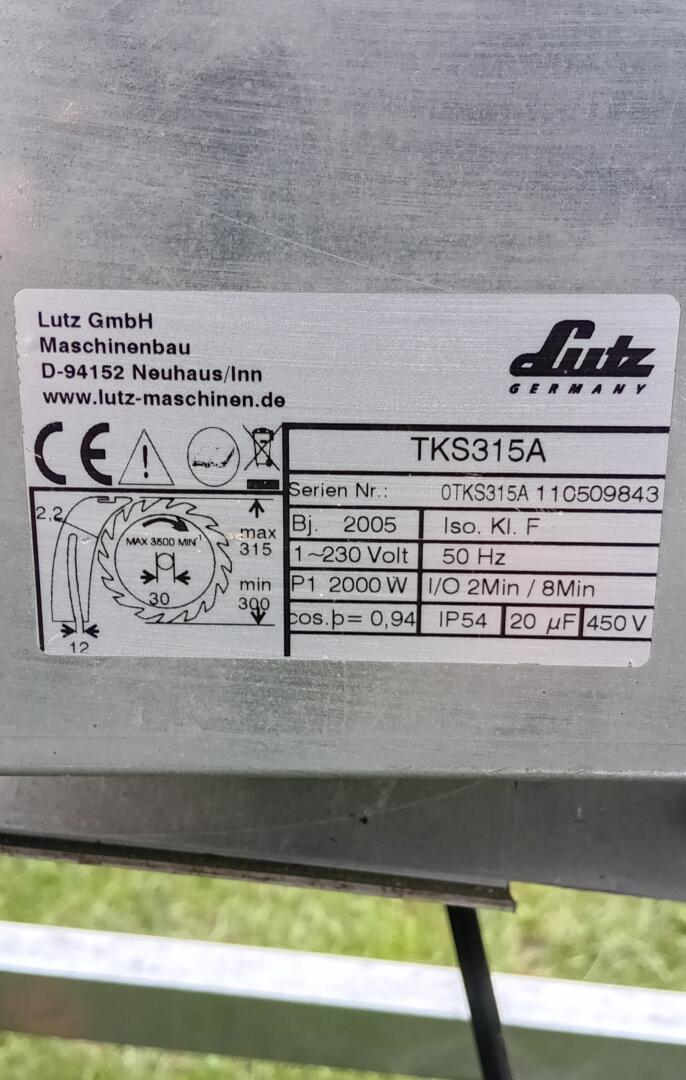 Lutz GmbH
Maschinenbau
D-94152 Neuhaus/Inn
www.lutz-maschinen.de
Lutz
GERMANY
CE
TKS315A
Serien Nr.: 0TKS315A 110509843
Bj. 2005 Iso. Kl. F
1~230 Volt 50 Hz
P1 2000 W I/O 2Min / 8Min
cos.þ= 0,94 IP54 20 µF 450 V
2,2
MAX 3500 MIN-1
30
12
max
315
min
300